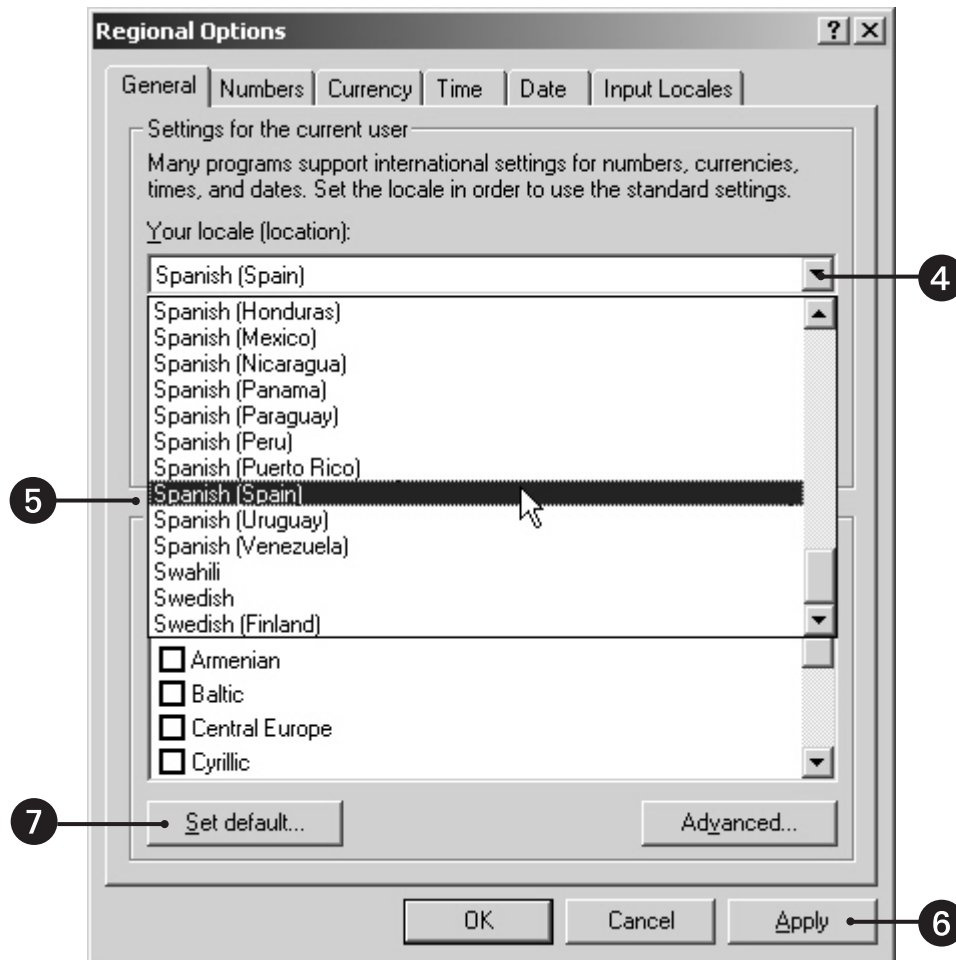 Regional Options
General Numbers Currency Time Date Input Locales
Settings for the current user
Many programs support international settings for numbers, currencies,
times, and dates. Set the locale in order to use the standard settings.
Your locale (location):
Spanish (Spain)
4
Spanish (Honduras)
Spanish (Mexico)
Spanish (Nicaragua)
Spanish (Panama)
Spanish (Paraguay)
Spanish (Peru)
Spanish (Puerto Rico)
5
Spanish (Spain)
Spanish (Uruguay)
Spanish (Venezuela)
Swahili
Swedish
Swedish (Finland)
Armenian
Baltic
Central Europe
Cyrillic
7
Set default... Advanced...
OK Cancel Apply
6